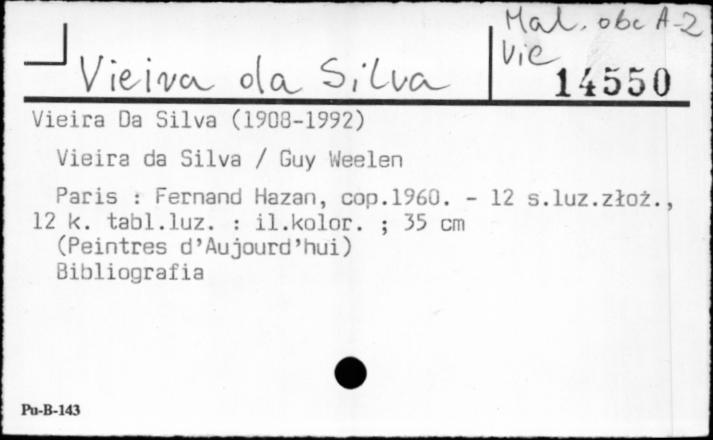 Mal. obc A-Z
Vie
Vieira da Silva
14550
Vieira Da Silva (1908-1992)
Vieira da Silva / Guy Weelen
Paris : Fernand Hazan, cop.1960. - 12 s.luz.złoż.,
12 k. tabl.luz. : il.kolor. ; 35 cm
(Peintres d'Aujourd'hui)
Bibliografia
Pu-B-143